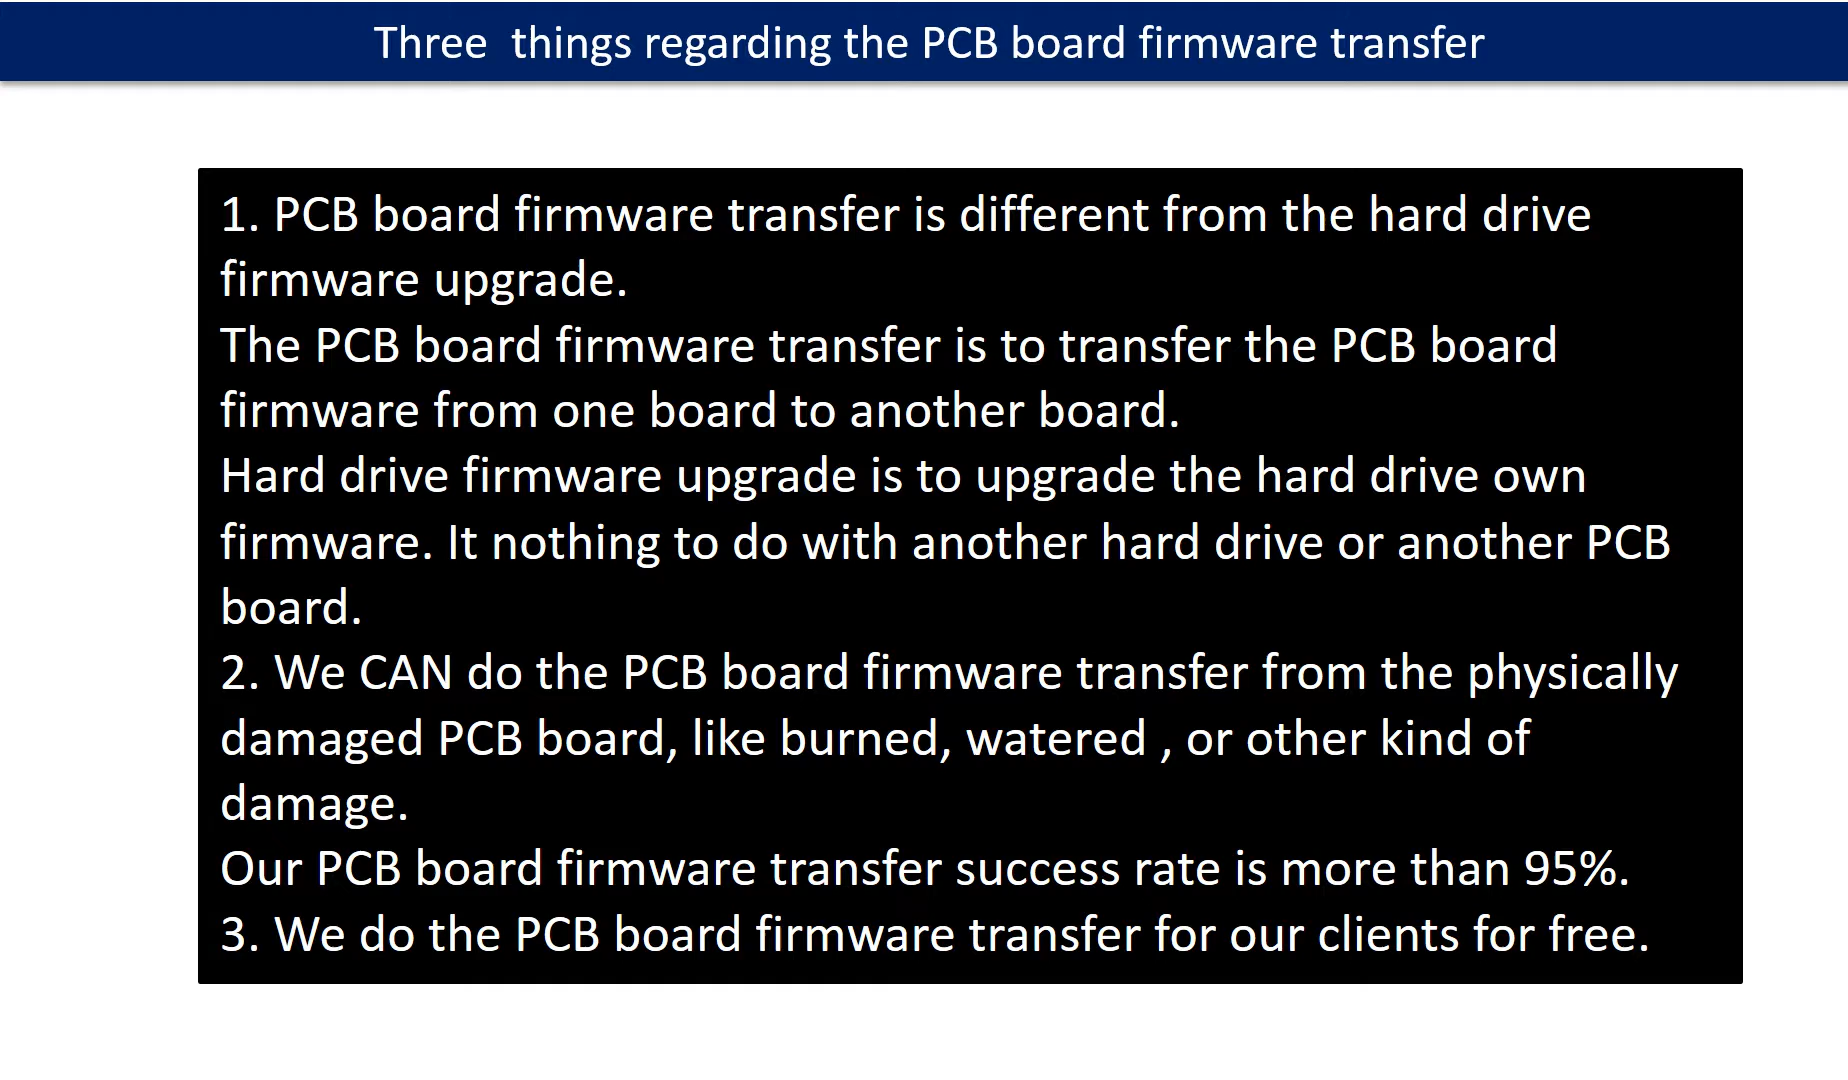 Three  things regarding the PCB board firmware transfer
1. PCB board firmware transfer is different from the hard drive
firmware upgrade.
The PCB board firmware transfer is to transfer the PCB board
firmware from one board to another board.
Hard drive firmware upgrade is to upgrade the hard drive own
firmware. It nothing to do with another hard drive or another PCB
board.
2. We CAN do the PCB board firmware transfer from the physically
damaged PCB board, like burned, watered , or other kind of
damage.
Our PCB board firmware transfer success rate is more than 95%.
3. We do the PCB board firmware transfer for our clients for free.